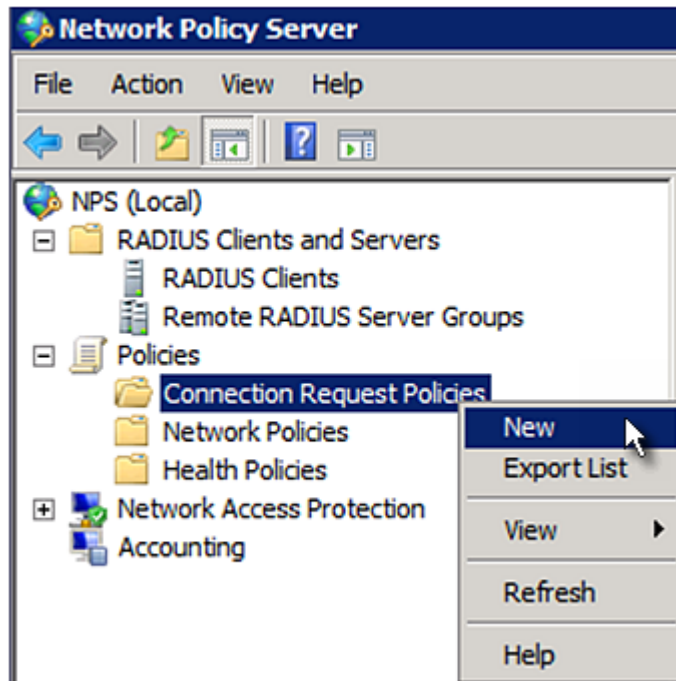 Network Policy Server
File Action View Help
NPS (Local)
RADIUS Clients and Servers
RADIUS Clients
Remote RADIUS Server Groups
Policies
Connection Request Policies
Network Policies
Health Policies
Network Access Protection
Accounting
New
Export List
View
Refresh
Help